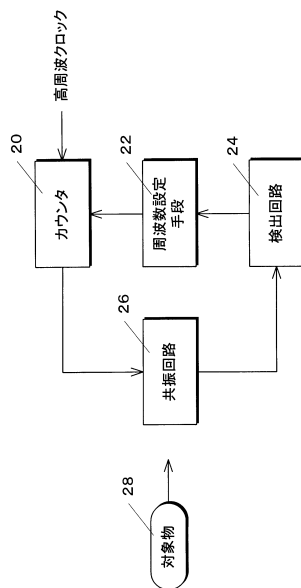 高周波クロック
20
カウンタ
22
周波数設定
手段
24
検出回路
26
共振回路
28
対象物